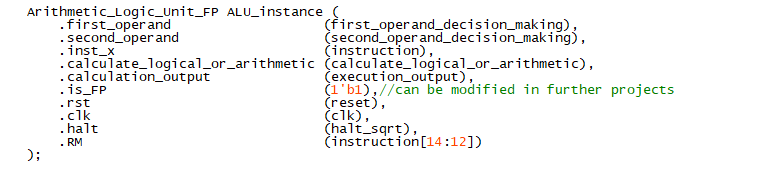 Arithmetic_Logic_Unit_FP ALU_instance (
.first_operand (first_operand_decision_making),
.second_operand (second_operand_decision_making),
.inst_x (instruction),
.calculate_logical_or_arithmetic (calculate_logical_or_arithmetic),
.calculation_output (execution_output),
.is_FP (1'b1),//can be modified in further projects
.rst (reset),
.clk (clk),
.halt (halt_sqrt),
.RM (instruction[14:12])
);